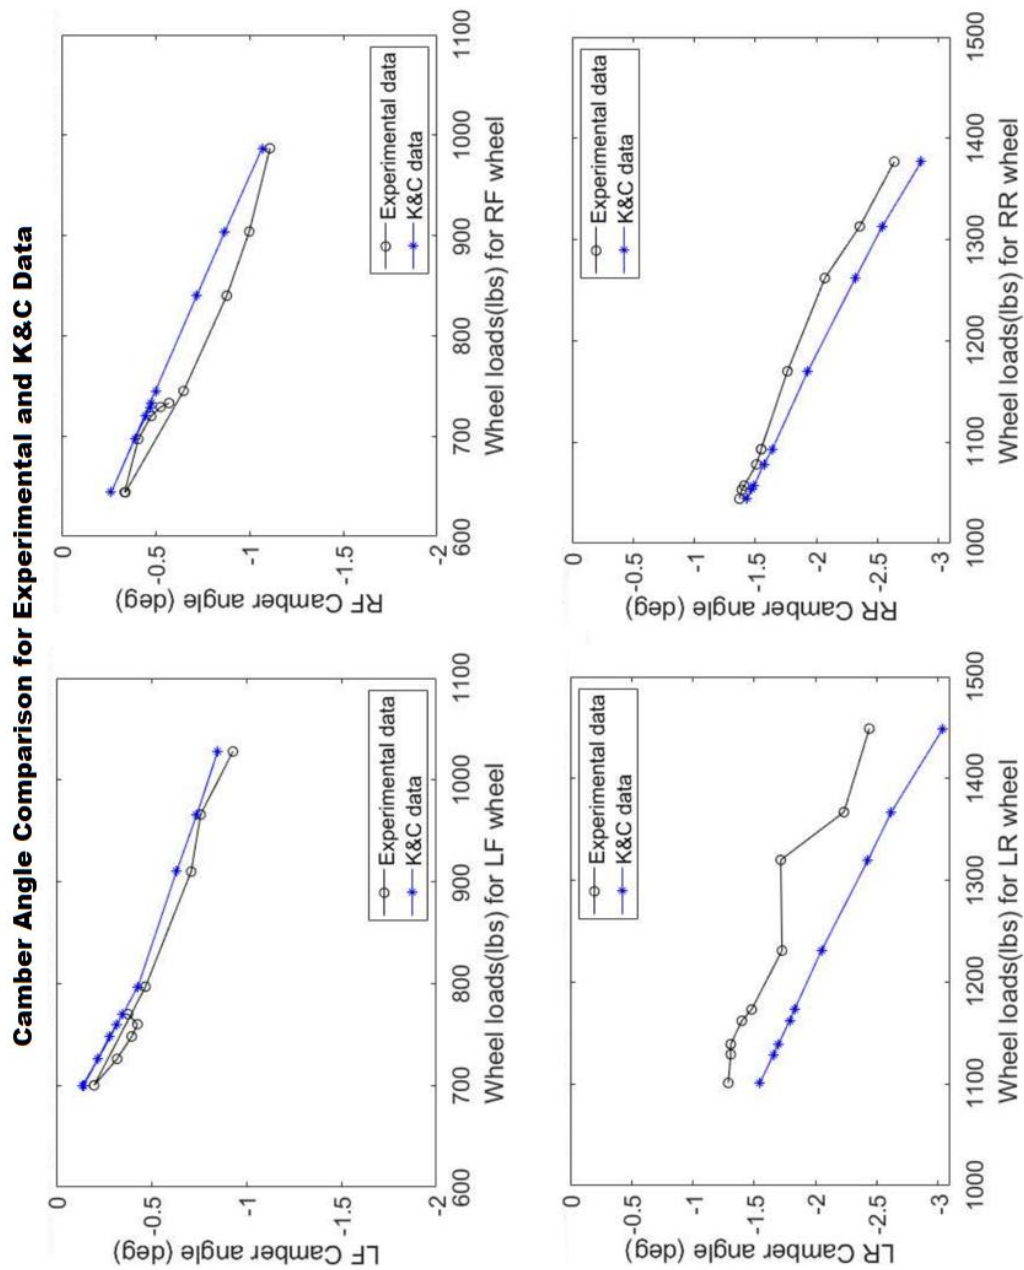 Camber Angle Comparison for Experimental and K&C Data
LF Camber angle (deg)
0
-0.5
-1
-1.5
-2
600
700
800
900
1000
1100
Wheel loads(lbs) for LF wheel
Experimental data
K&C data
RF Camber angle (deg)
0
-0.5
-1
-1.5
-2
600
700
800
900
1000
1100
Wheel loads(lbs) for RF wheel
Experimental data
K&C data
LR Camber angle (deg)
0
-0.5
-1
-1.5
-2
-2.5
-3
1000
1100
1200
1300
1400
1500
Wheel loads(lbs) for LR wheel
Experimental data
K&C data
RR Camber angle (deg)
0
-0.5
-1
-1.5
-2
-2.5
-3
1000
1100
1200
1300
1400
1500
Wheel loads(lbs) for RR wheel
Experimental data
K&C data